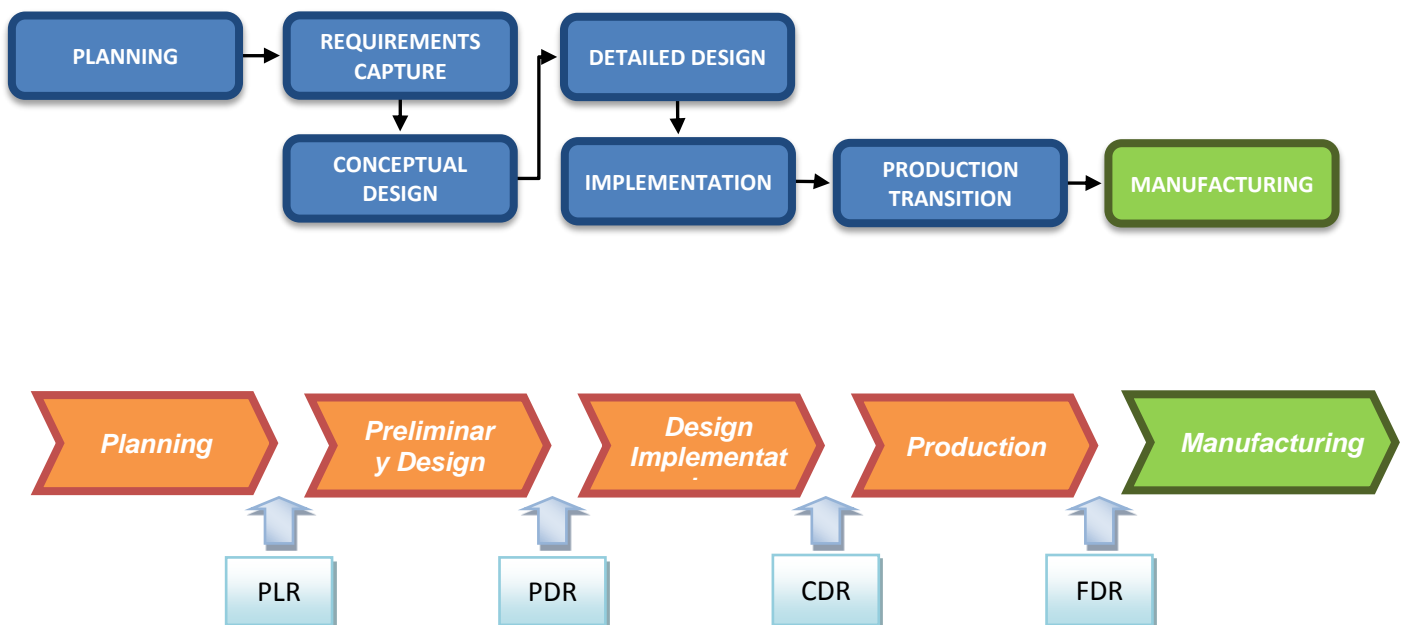 PLANNING
REQUIREMENTS
CAPTURE
DETAILED DESIGN
CONCEPTUAL
DESIGN
IMPLEMENTATION
PRODUCTION
TRANSITION
MANUFACTURING
Planning
Preliminar
y Design
Design
Implementat
Production
Manufacturing
PLR
PDR
CDR
FDR